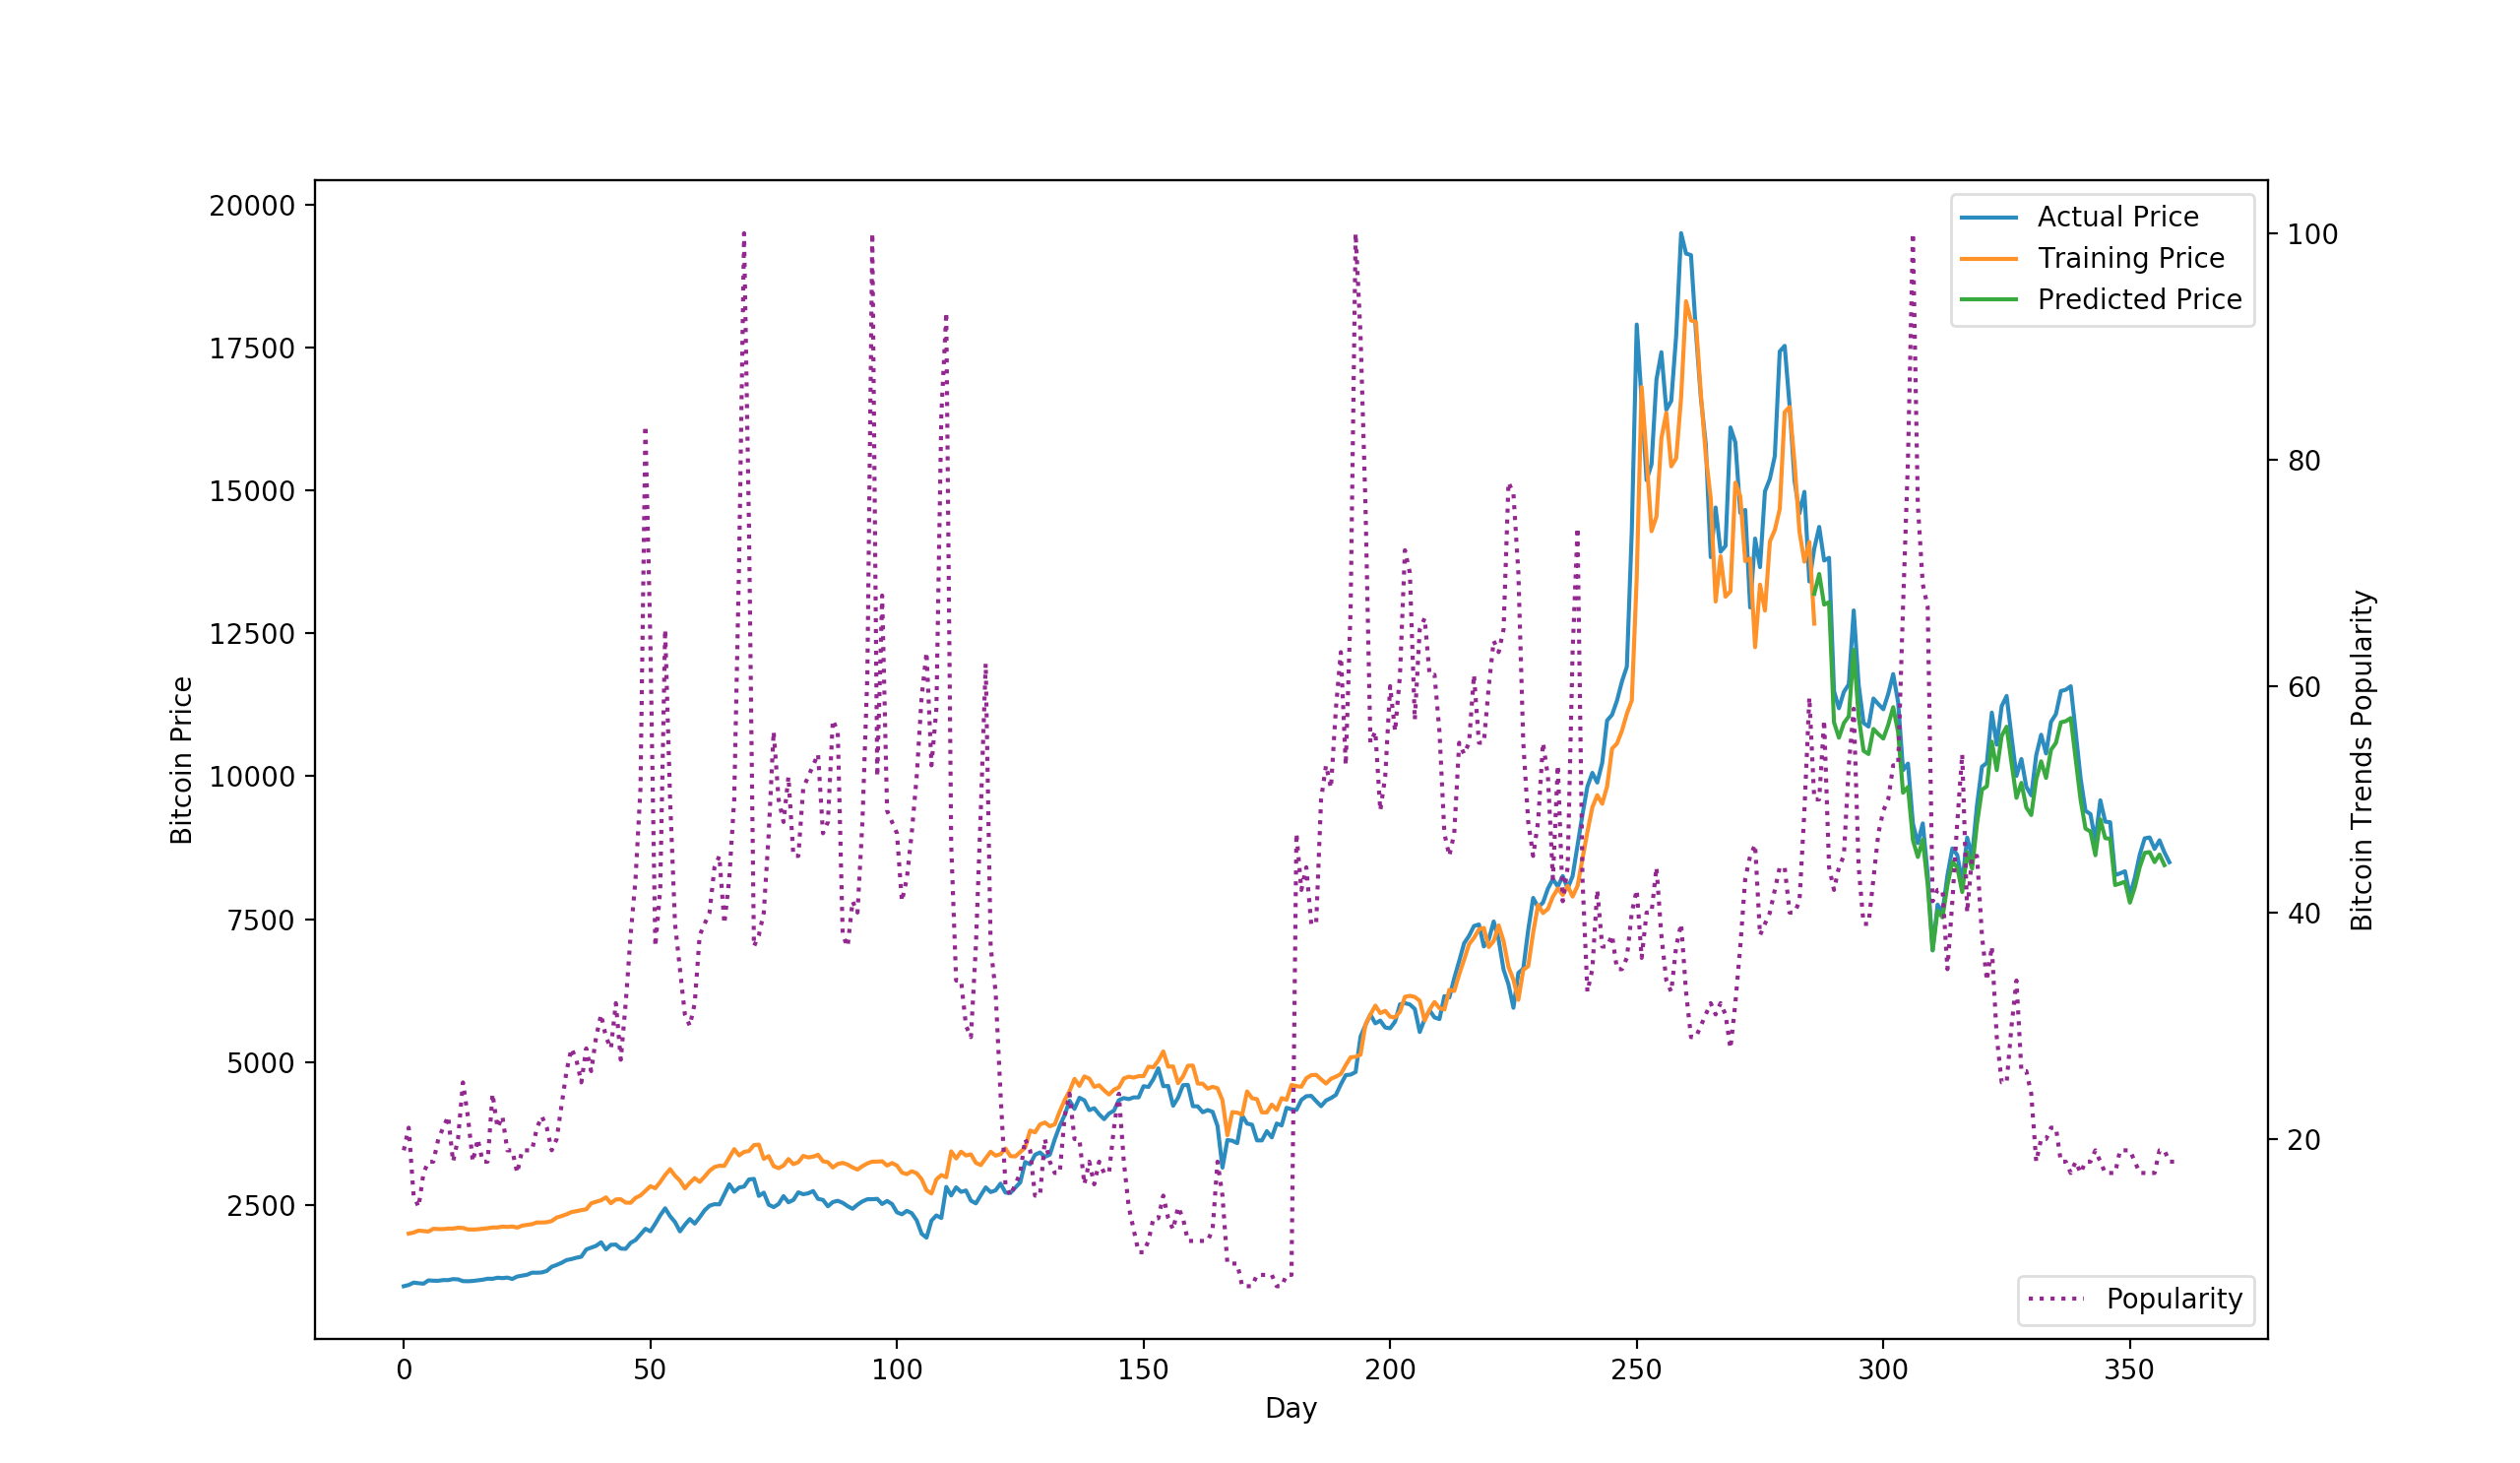 20000
17500
15000
12500
10000
7500
5000
2500
Bitcoin Price
Actual Price
Training Price
Predicted Price
100
80
60
40
20
Bitcoin Trends Popularity
Popularity
0 50 100 150 200 250 300 350
Day